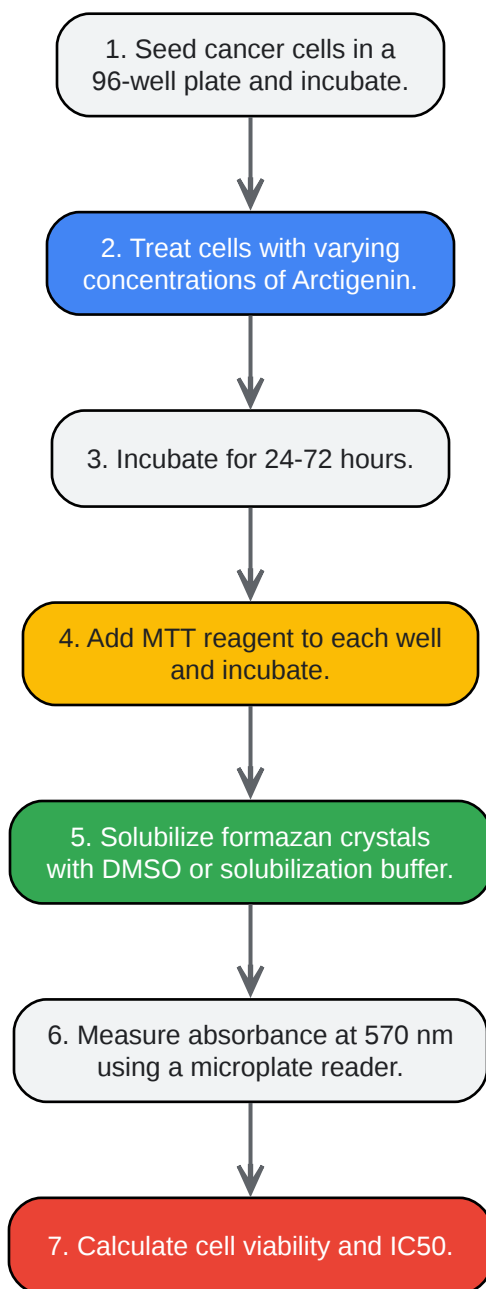 1. Seed cancer cells in a
96-well plate and incubate.
2. Treat cells with varying
concentrations of Arctigenin.
3. Incubate for 24-72 hours.
4. Add MTT reagent to each well
and incubate.
5. Solubilize formazan crystals
with DMSO or solubilization buffer.
6. Measure absorbance at 570 nm
using a microplate reader.
7. Calculate cell viability and IC50.